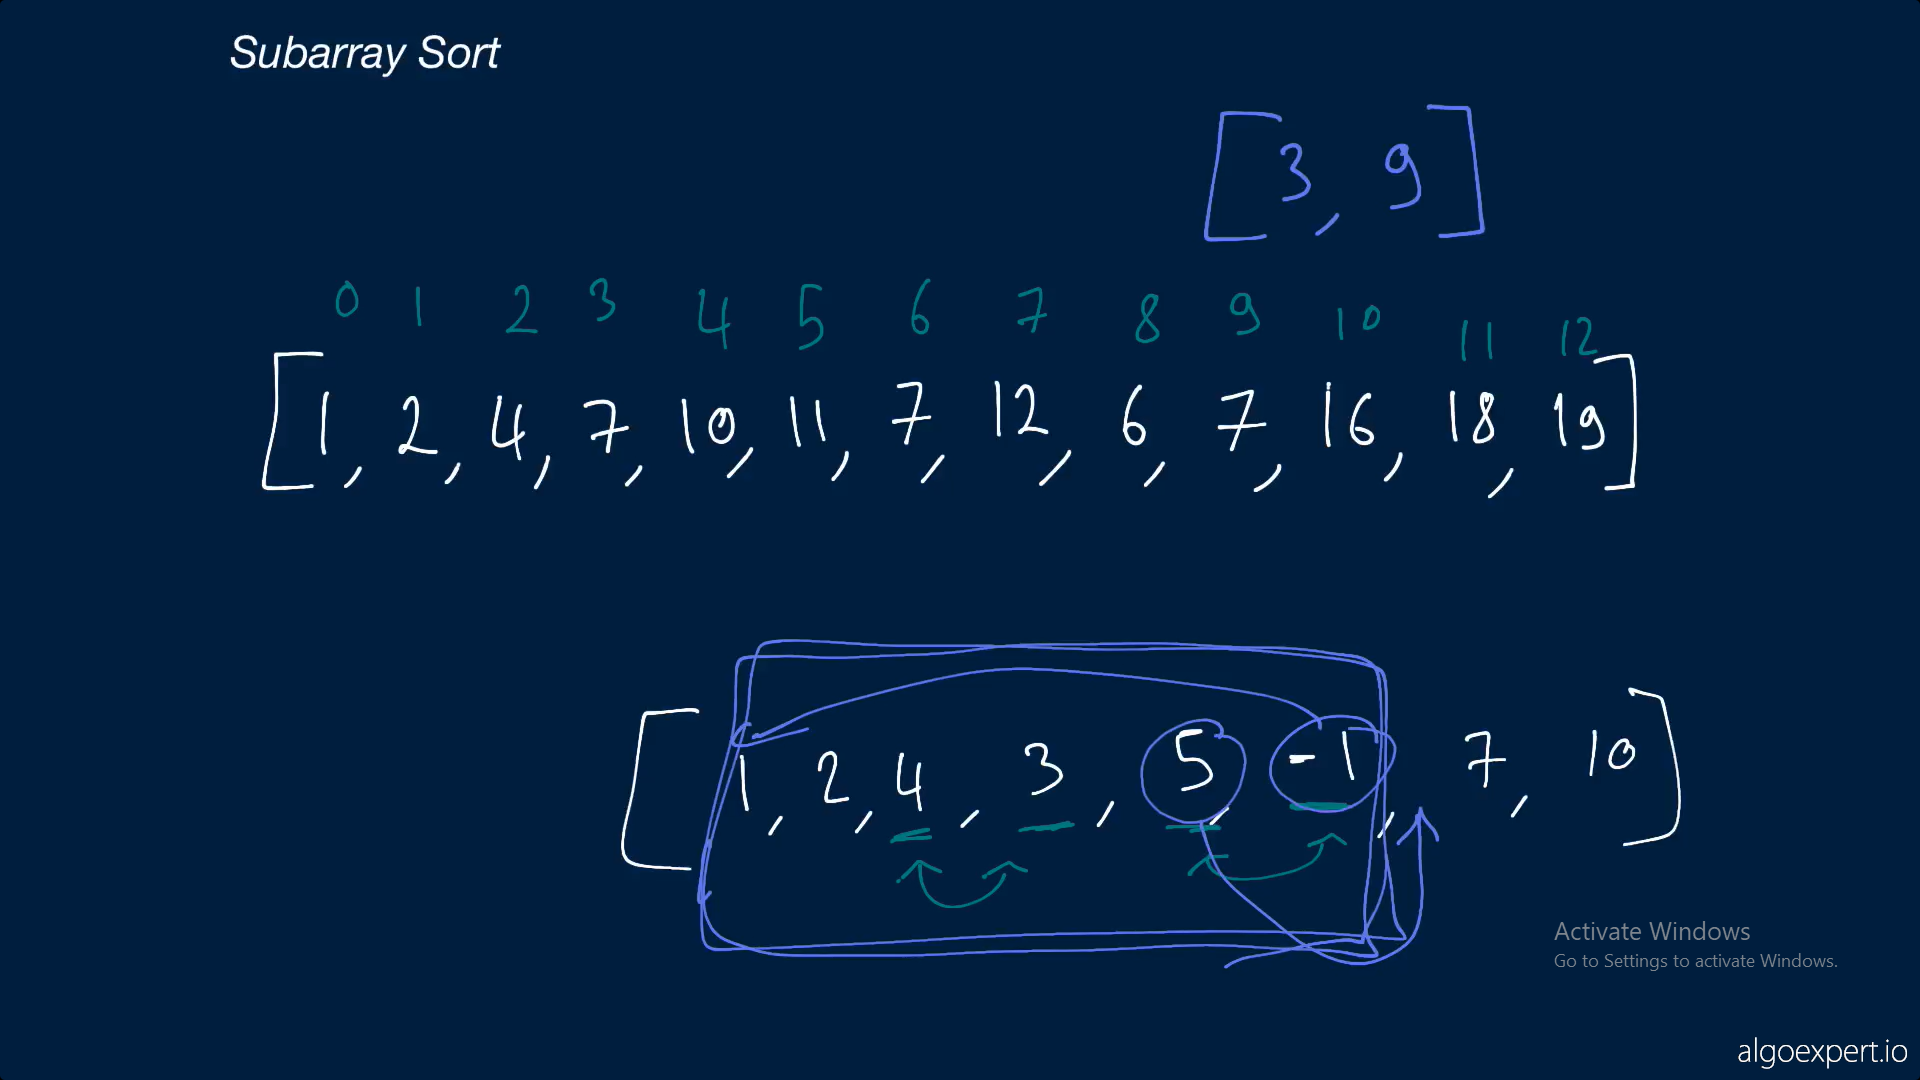 Subarray Sort
[3, 9]
0 1 2 3 4 5 6 7 8 9 10 11 12
[1, 2, 4, 7, 10, 11, 7, 12, 6, 7, 16, 18, 19]
[1, 2, 4, 3, 5, -1, 7, 10]
Activate Windows
Go to Settings to activate Windows.
algoexpert.io